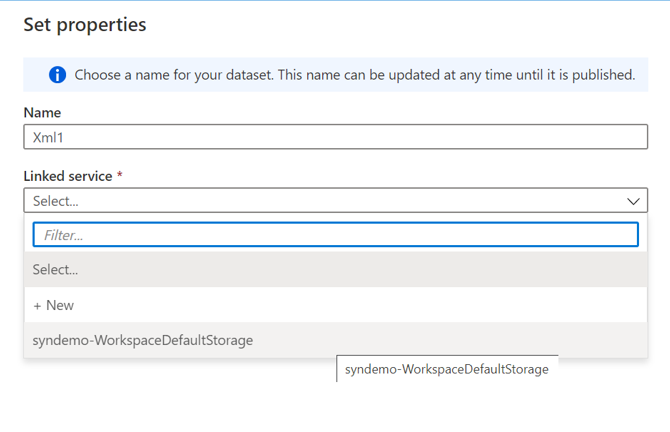 Set properties
Choose a name for your dataset. This name can be updated at any time until it is published.
Name
Xml1
Linked service *
Select...
Filter...
Select...
+ New
syndemo-WorkspaceDefaultStorage
syndemo-WorkspaceDefaultStorage